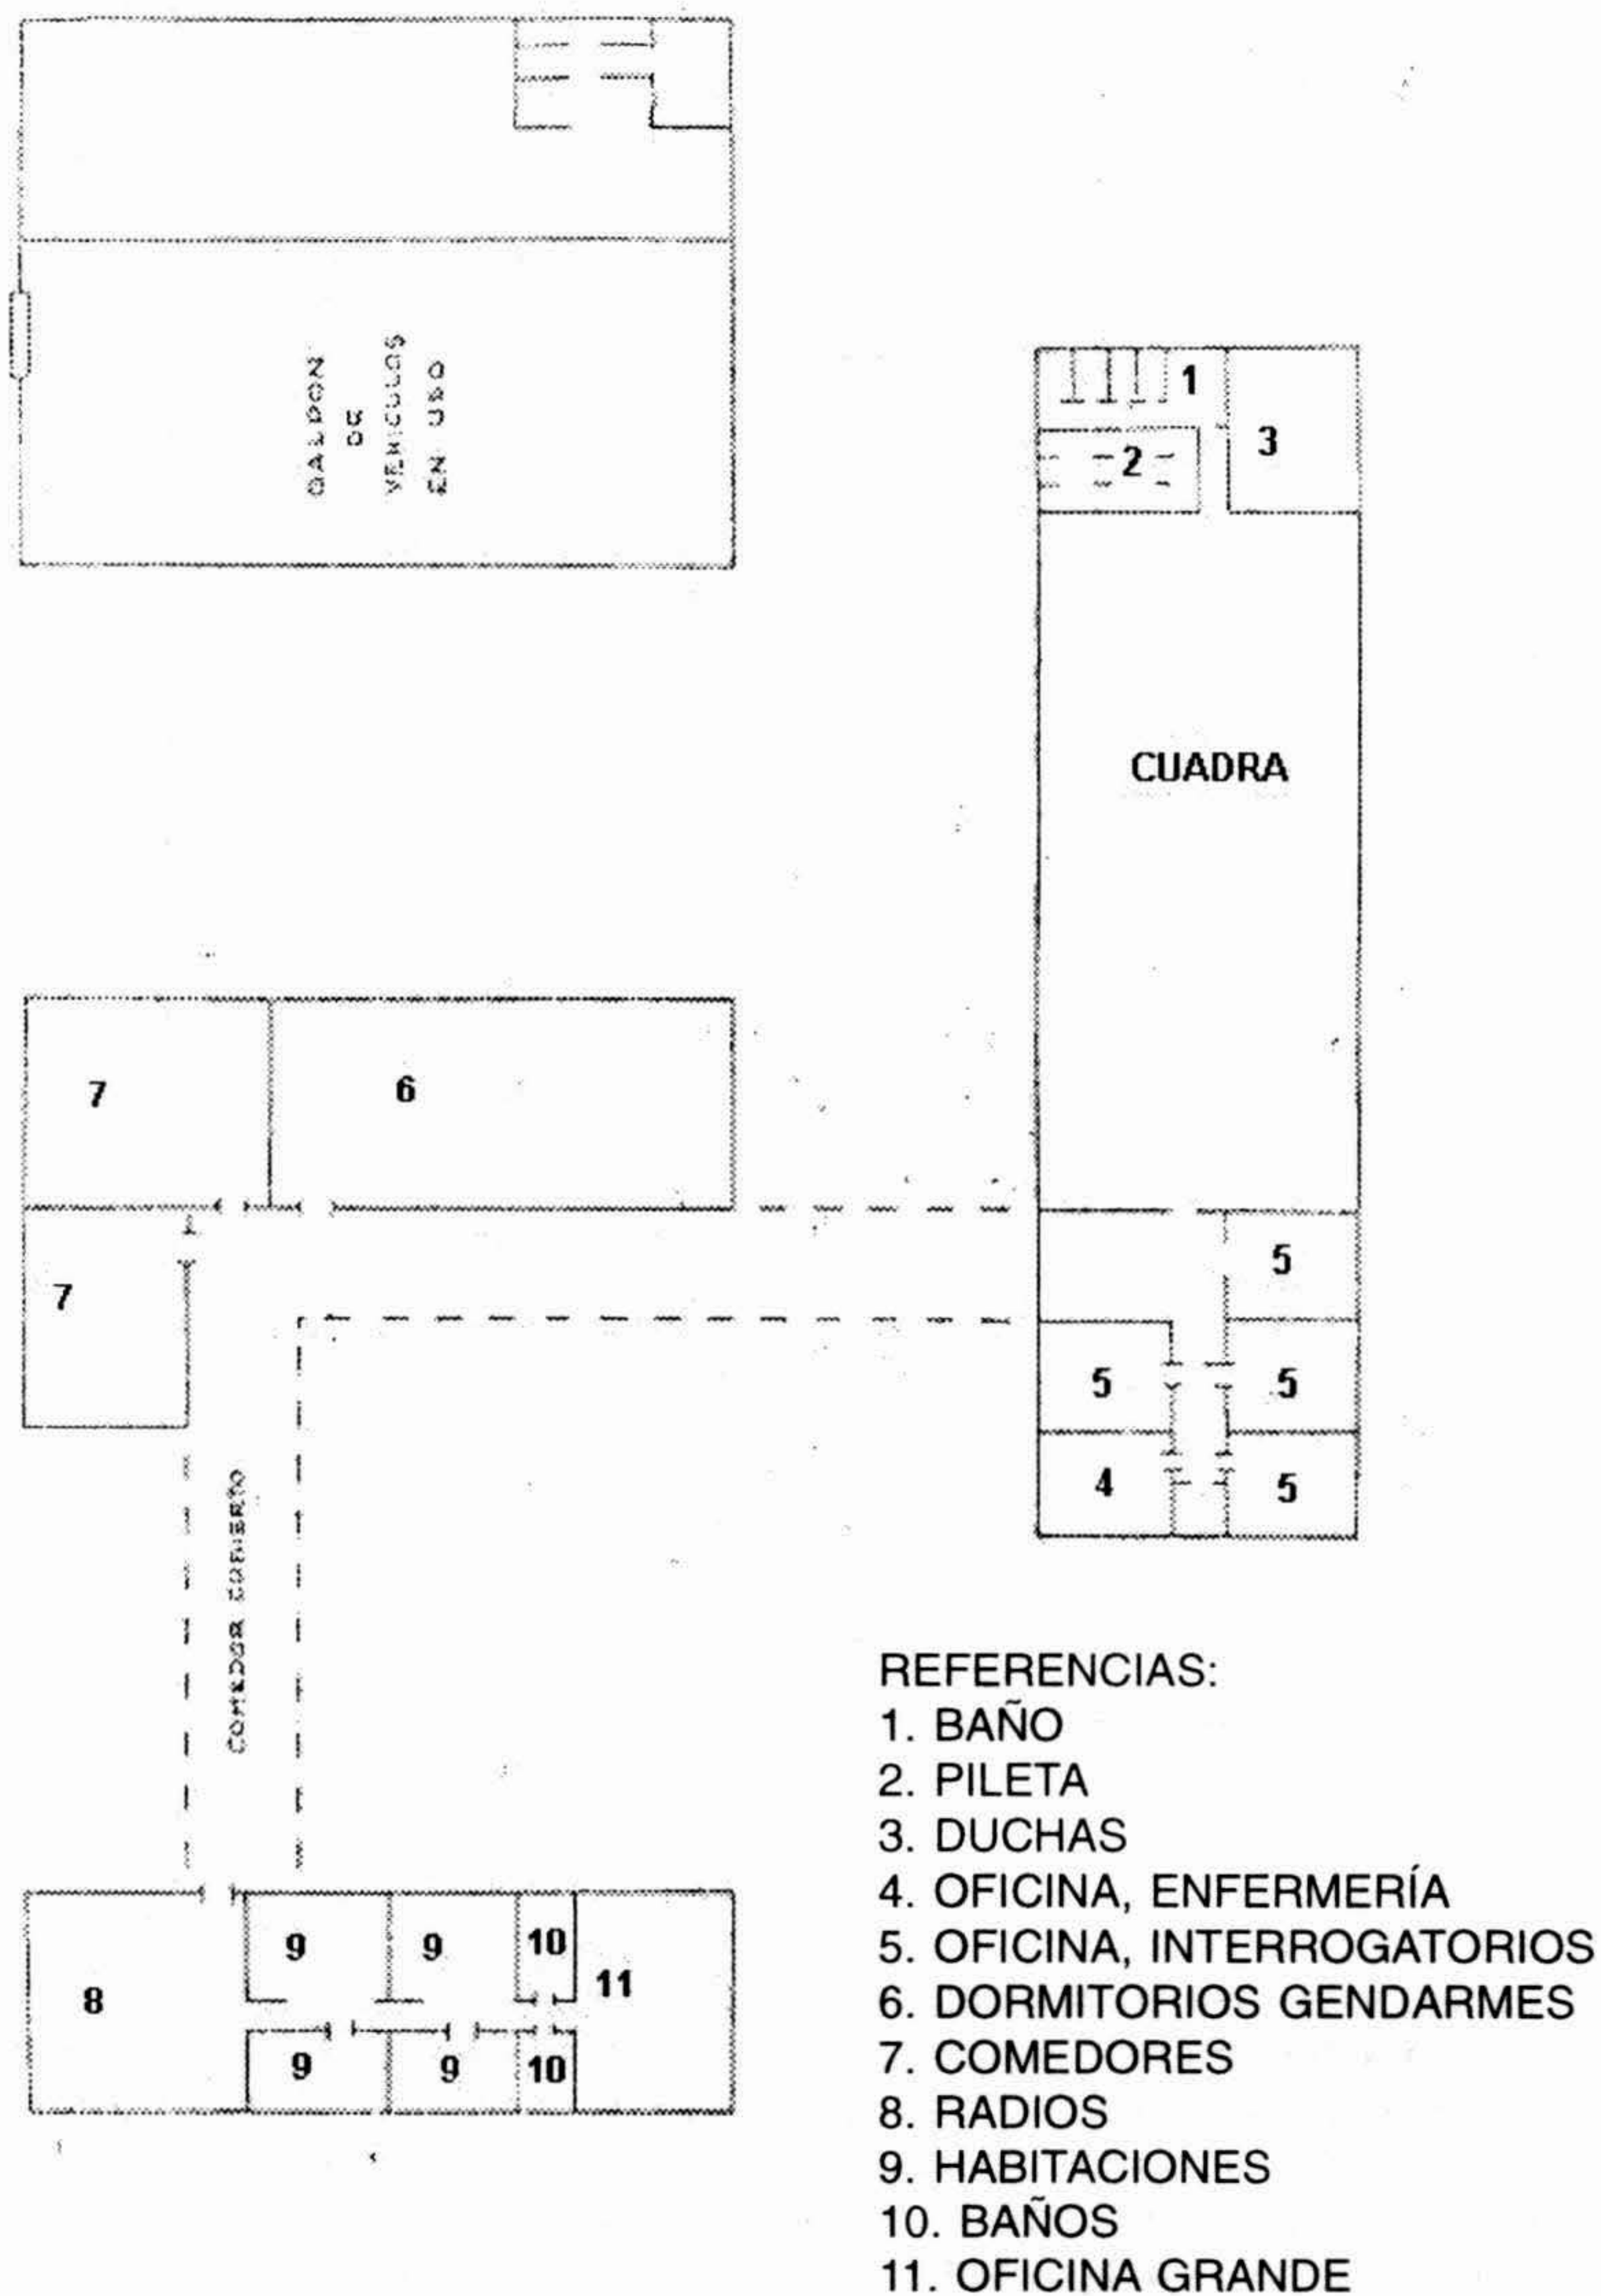 GALPON
DE
VEHICULOS
EN USO
1
2
3
CUADRA
7
6
7
5
5
5
4
5
COMEDOR CUBIERTO
9
9
10
11
8
9
9
10
REFERENCIAS:
1. BAÑO
2. PILETA
3. DUCHAS
4. OFICINA, ENFERMERÍA
5. OFICINA, INTERROGATORIOS
6. DORMITORIOS GENDARMES
7. COMEDORES
8. RADIOS
9. HABITACIONES
10. BAÑOS
11. OFICINA GRANDE